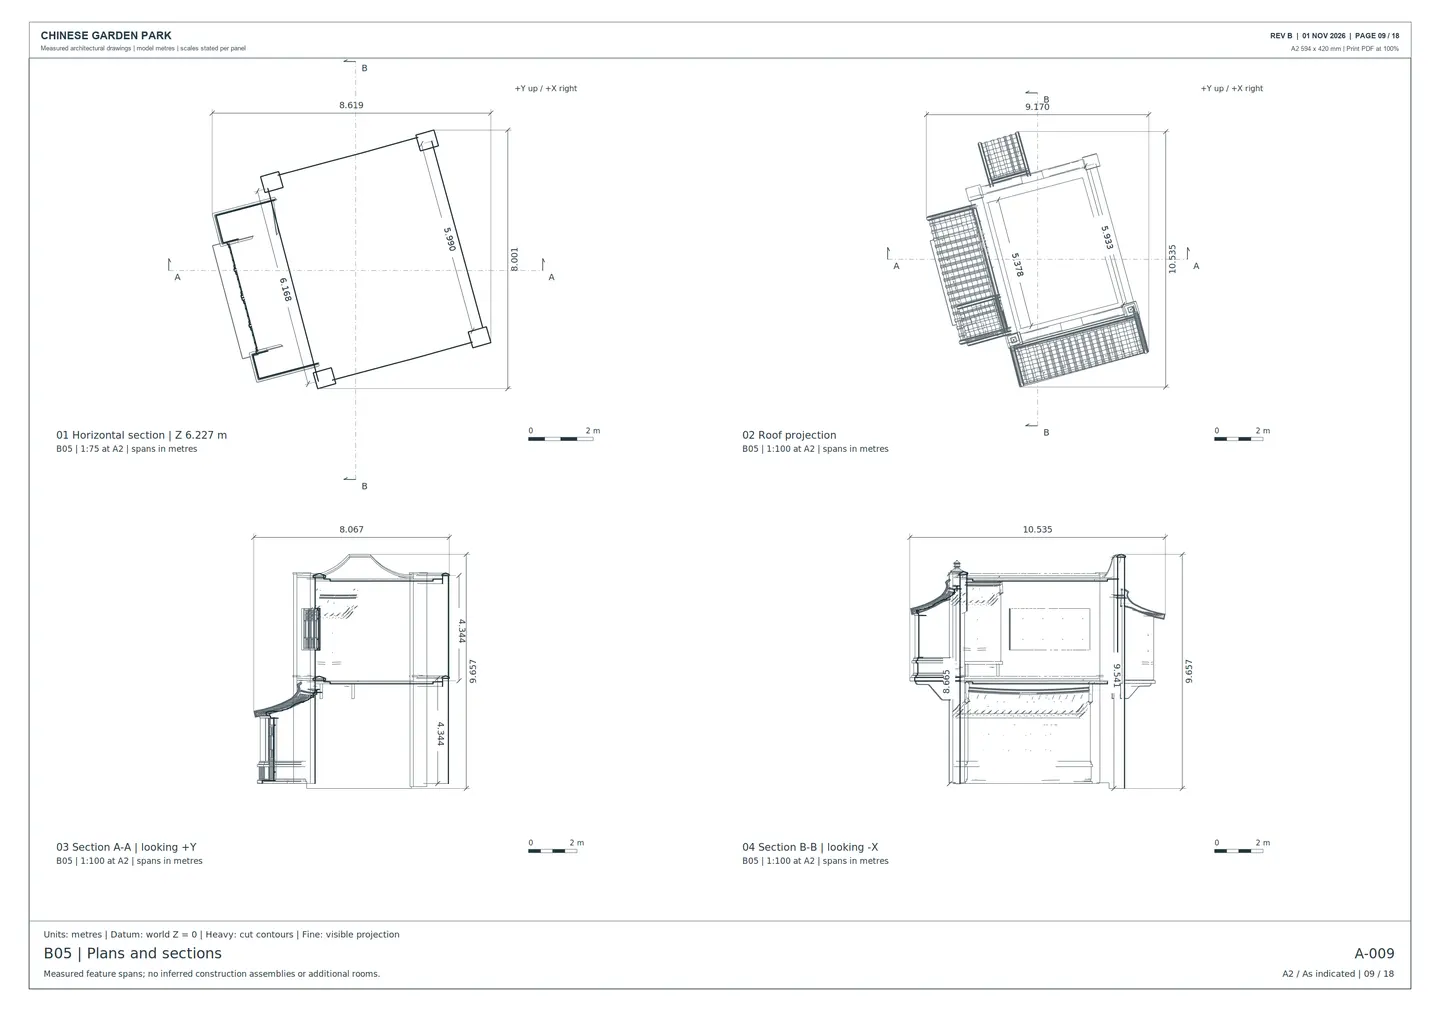 CHINESE GARDEN PARK
Measured architectural drawings | model metres | scales stated per panel
REV B | 01 NOV 2026 | PAGE 09 / 18
A2 594 x 420 mm | Print PDF at 100%
B
+Y up / +X right
8.619
5.990
8.001
6.168
A
A
01 Horizontal section | Z 6.227 m
B05 | 1:75 at A2 | spans in metres
0 2 m
B
+Y up / +X right
B
9.170
5.933
10.535
5.378
A
A
02 Roof projection
B05 | 1:100 at A2 | spans in metres
0 2 m
B
8.067
4.344
9.657
4.344
03 Section A-A | looking +Y
B05 | 1:100 at A2 | spans in metres
0 2 m
10.535
8.665
9.541
9.657
04 Section B-B | looking -X
B05 | 1:100 at A2 | spans in metres
0 2 m
Units: metres | Datum: world Z = 0 | Heavy: cut contours | Fine: visible projection
B05 | Plans and sections
Measured feature spans; no inferred construction assemblies or additional rooms.
A-009
A2 / As indicated | 09 / 18